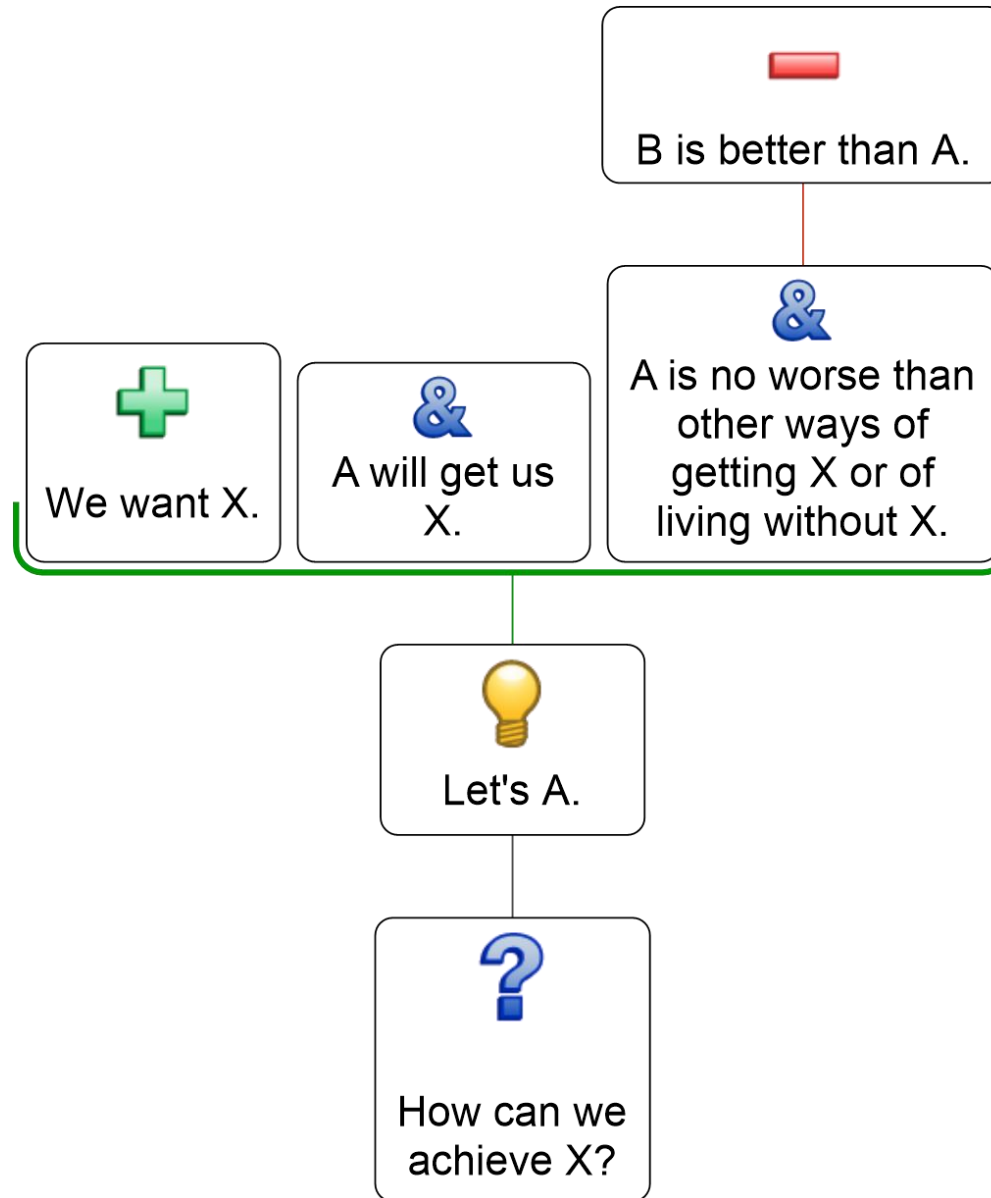 B is better than A.
&
A is no worse than
other ways of
getting X or of
living without X.
We want X.
&
A will get us
X.
Let's A.
?
How can we
achieve X?